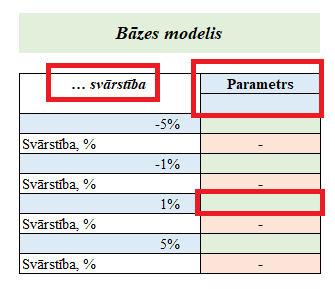 Bāzes modelis
… svārstība
Parametrs
-5%
Svārstība, %
-
-1%
Svārstība, %
-
1%
Svārstība, %
-
5%
Svārstība, %
-